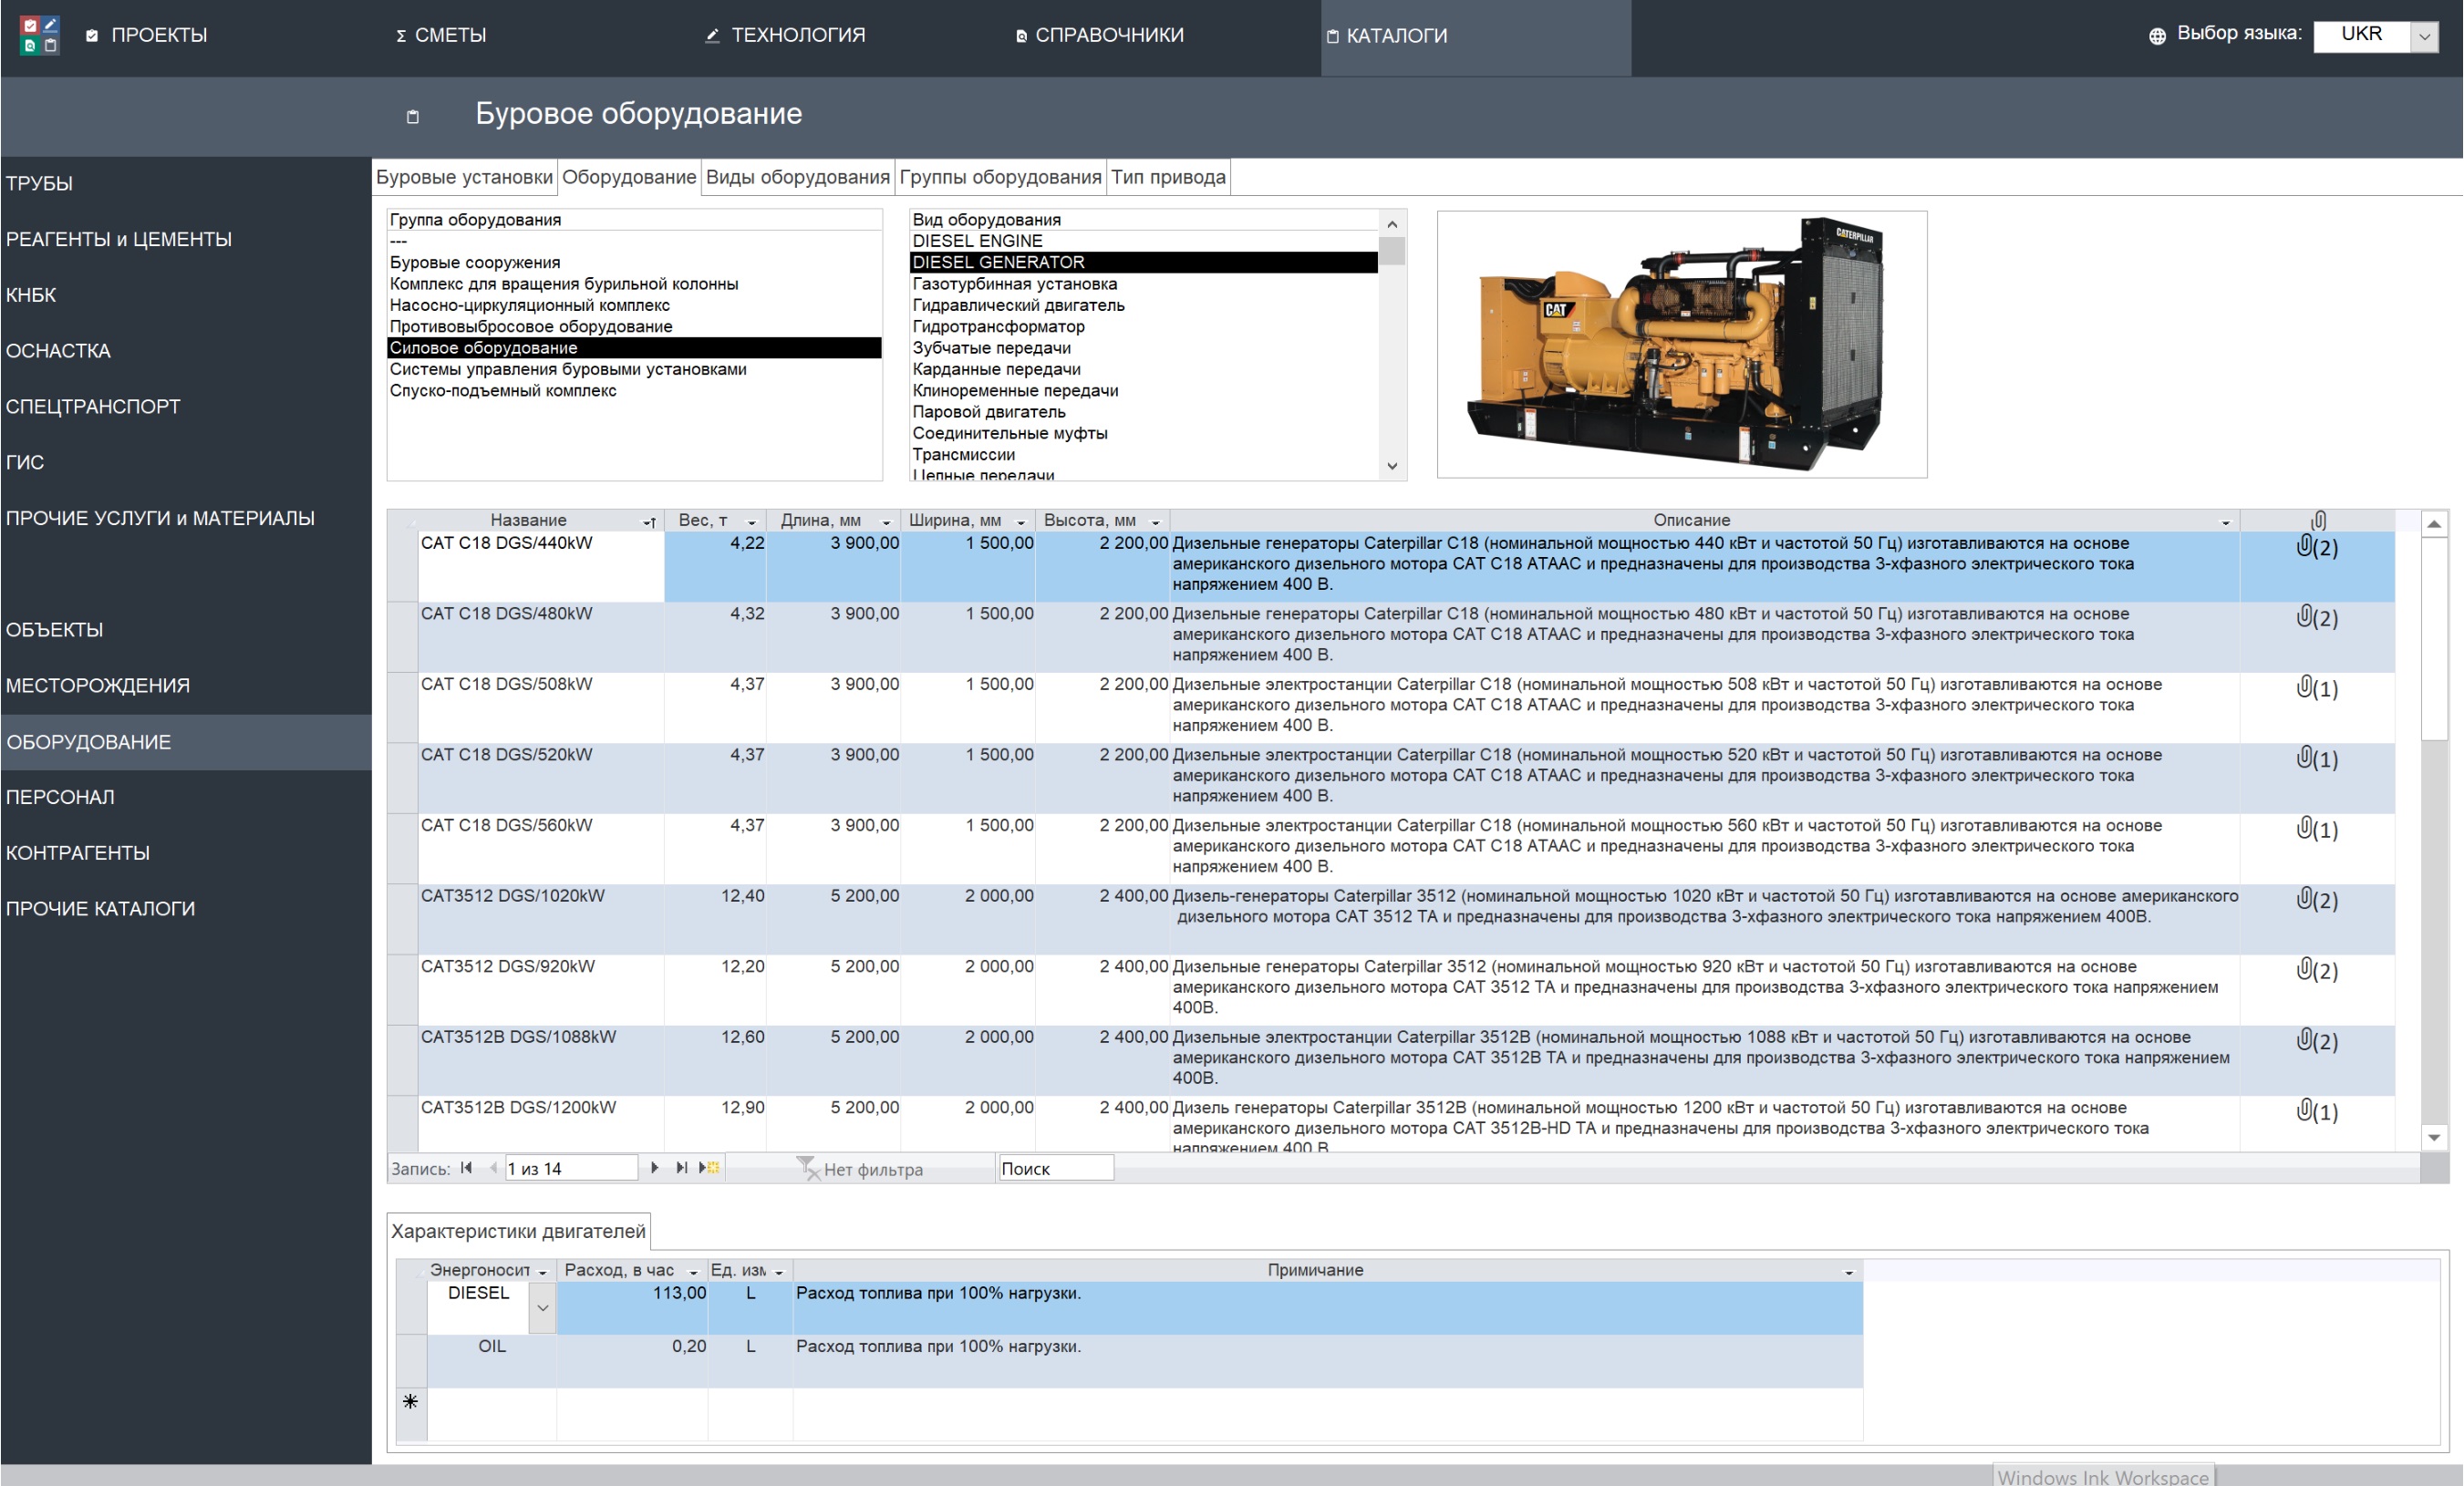 ПРОЕКТЫ
Σ СМЕТЫ
ТЕХНОЛОГИЯ
СПРАВОЧНИКИ
КАТАЛОГИ
Выбор языка: UKR
Буровое оборудование
ТРУБЫ
РЕАГЕНТЫ и ЦЕМЕНТЫ
КНБК
ОСНАСТКА
СПЕЦТРАНСПОРТ
ГИС
ПРОЧИЕ УСЛУГИ и МАТЕРИАЛЫ
ОБЪЕКТЫ
МЕСТОРОЖДЕНИЯ
ОБОРУДОВАНИЕ
ПЕРСОНАЛ
КОНТРАГЕНТЫ
ПРОЧИЕ КАТАЛОГИ
Буровые установки Оборудование Виды оборудования Группы оборудования Тип привода
Группа оборудования
---
Буровые сооружения
Комплекс для вращения бурильной колонны
Насосно-циркуляционный комплекс
Противовыбросовое оборудование
Силовое оборудование
Системы управления буровыми установками
Спуско-подъемный комплекс
Вид оборудования
DIESEL ENGINE
DIESEL GENERATOR
Газотурбинная установка
Гидравлический двигатель
Гидротрансформатор
Зубчатые передачи
Карданные передачи
Клиноременные передачи
Паровой двигатель
Соединительные муфты
Трансмиссии
Цепные передачи
CATERPILLAR
CAT
Название Вес, т Длина, мм Ширина, мм Высота, мм Описание
CAT C18 DGS/440kW 4,22 3 900,00 1 500,00 2 200,00 Дизельные генераторы Caterpillar C18 (номинальной мощностью 440 кВт и частотой 50 Гц) изготавливаются на основе (2)
американского дизельного мотора CAT C18 ATAAC и предназначены для производства 3-хфазного электрического тока
напряжением 400 В.
CAT C18 DGS/480kW 4,32 3 900,00 1 500,00 2 200,00 Дизельные генераторы Caterpillar C18 (номинальной мощностью 480 кВт и частотой 50 Гц) изготавливаются на основе (2)
американского дизельного мотора CAT C18 ATAAC и предназначены для производства 3-хфазного электрического тока
напряжением 400 В.
CAT C18 DGS/508kW 4,37 3 900,00 1 500,00 2 200,00 Дизельные электростанции Caterpillar C18 (номинальной мощностью 508 кВт и частотой 50 Гц) изготавливаются на основе (1)
американского дизельного мотора CAT C18 ATAAC и предназначены для производства 3-хфазного электрического тока
напряжением 400 В.
CAT C18 DGS/520kW 4,37 3 900,00 1 500,00 2 200,00 Дизельные электростанции Caterpillar C18 (номинальной мощностью 520 кВт и частотой 50 Гц) изготавливаются на основе (1)
американского дизельного мотора CAT C18 ATAAC и предназначены для производства 3-хфазного электрического тока
напряжением 400 В.
CAT C18 DGS/560kW 4,37 3 900,00 1 500,00 2 200,00 Дизельные электростанции Caterpillar C18 (номинальной мощностью 560 кВт и частотой 50 Гц) изготавливаются на основе (1)
американского дизельного мотора CAT C18 ATAAC и предназначены для производства 3-хфазного электрического тока
напряжением 400 В.
CAT3512 DGS/1020kW 12,40 5 200,00 2 000,00 2 400,00 Дизель-генераторы Caterpillar 3512 (номинальной мощностью 1020 кВт и частотой 50 Гц) изготавливаются на основе американского (2)
дизельного мотора CAT 3512 TA и предназначены для производства 3-хфазного электрического тока напряжением 400В.
CAT3512 DGS/920kW 12,20 5 200,00 2 000,00 2 400,00 Дизельные генераторы Caterpillar 3512 (номинальной мощностью 920 кВт и частотой 50 Гц) изготавливаются на основе (2)
американского дизельного мотора CAT 3512 TA и предназначены для производства 3-хфазного электрического тока напряжением
400В.
CAT3512B DGS/1088kW 12,60 5 200,00 2 000,00 2 400,00 Дизельные электростанции Caterpillar 3512B (номинальной мощностью 1088 кВт и частотой 50 Гц) изготавливаются на основе (2)
американского дизельного мотора CAT 3512B TA и предназначены для производства 3-хфазного электрического тока напряжением
400В.
CAT3512B DGS/1200kW 12,90 5 200,00 2 000,00 2 400,00 Дизель генераторы Caterpillar 3512B (номинальной мощностью 1200 кВт и частотой 50 Гц) изготавливаются на основе (1)
американского дизельного мотора CAT 3512B-HD TA и предназначены для производства 3-хфазного электрического тока
напряжением 400 В
Запись: 1 из 14 Нет фильтра Поиск
Характеристики двигателей
Энергоносит Расход, в час Ед. изм Примичание
DIESEL 113,00 L Расход топлива при 100% нагрузки.
OIL 0,20 L Расход топлива при 100% нагрузки.
Windows Ink Workspace